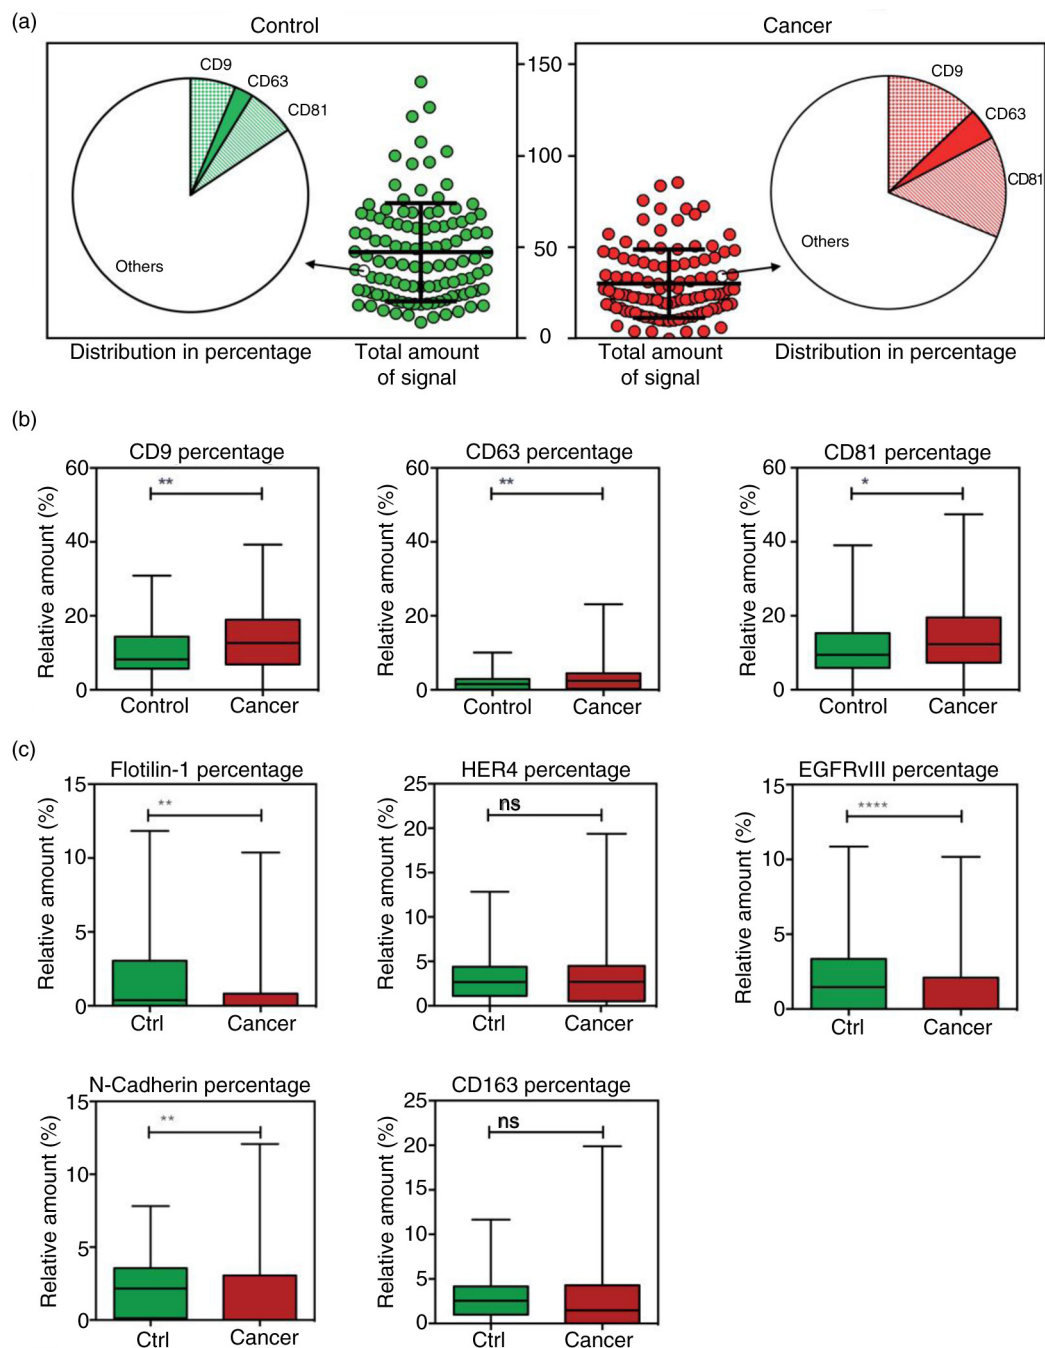 (a)
Control
Cancer
CD9
CD63
CD81
Others
150
100
50
0
CD9
CD63
CD81
Others
Distribution in percentage
Total amount
of signal
Total amount
of signal
Distribution in percentage
(b)
CD9 percentage
Relative amount (%)
60
40
20
0
**
Control
Cancer
CD63 percentage
Relative amount (%)
60
40
20
0
**
Control
Cancer
CD81 percentage
Relative amount (%)
60
40
20
0
*
Control
Cancer
(c)
Flotilin-1 percentage
Relative amount (%)
15
10
5
0
**
Ctrl
Cancer
HER4 percentage
Relative amount (%)
25
20
15
10
5
0
ns
Ctrl
Cancer
EGFRvIII percentage
Relative amount (%)
15
10
5
0
****
Ctrl
Cancer
N-Cadherin percentage
Relative amount (%)
15
10
5
0
**
Ctrl
Cancer
CD163 percentage
Relative amount (%)
25
20
15
10
5
0
ns
Ctrl
Cancer